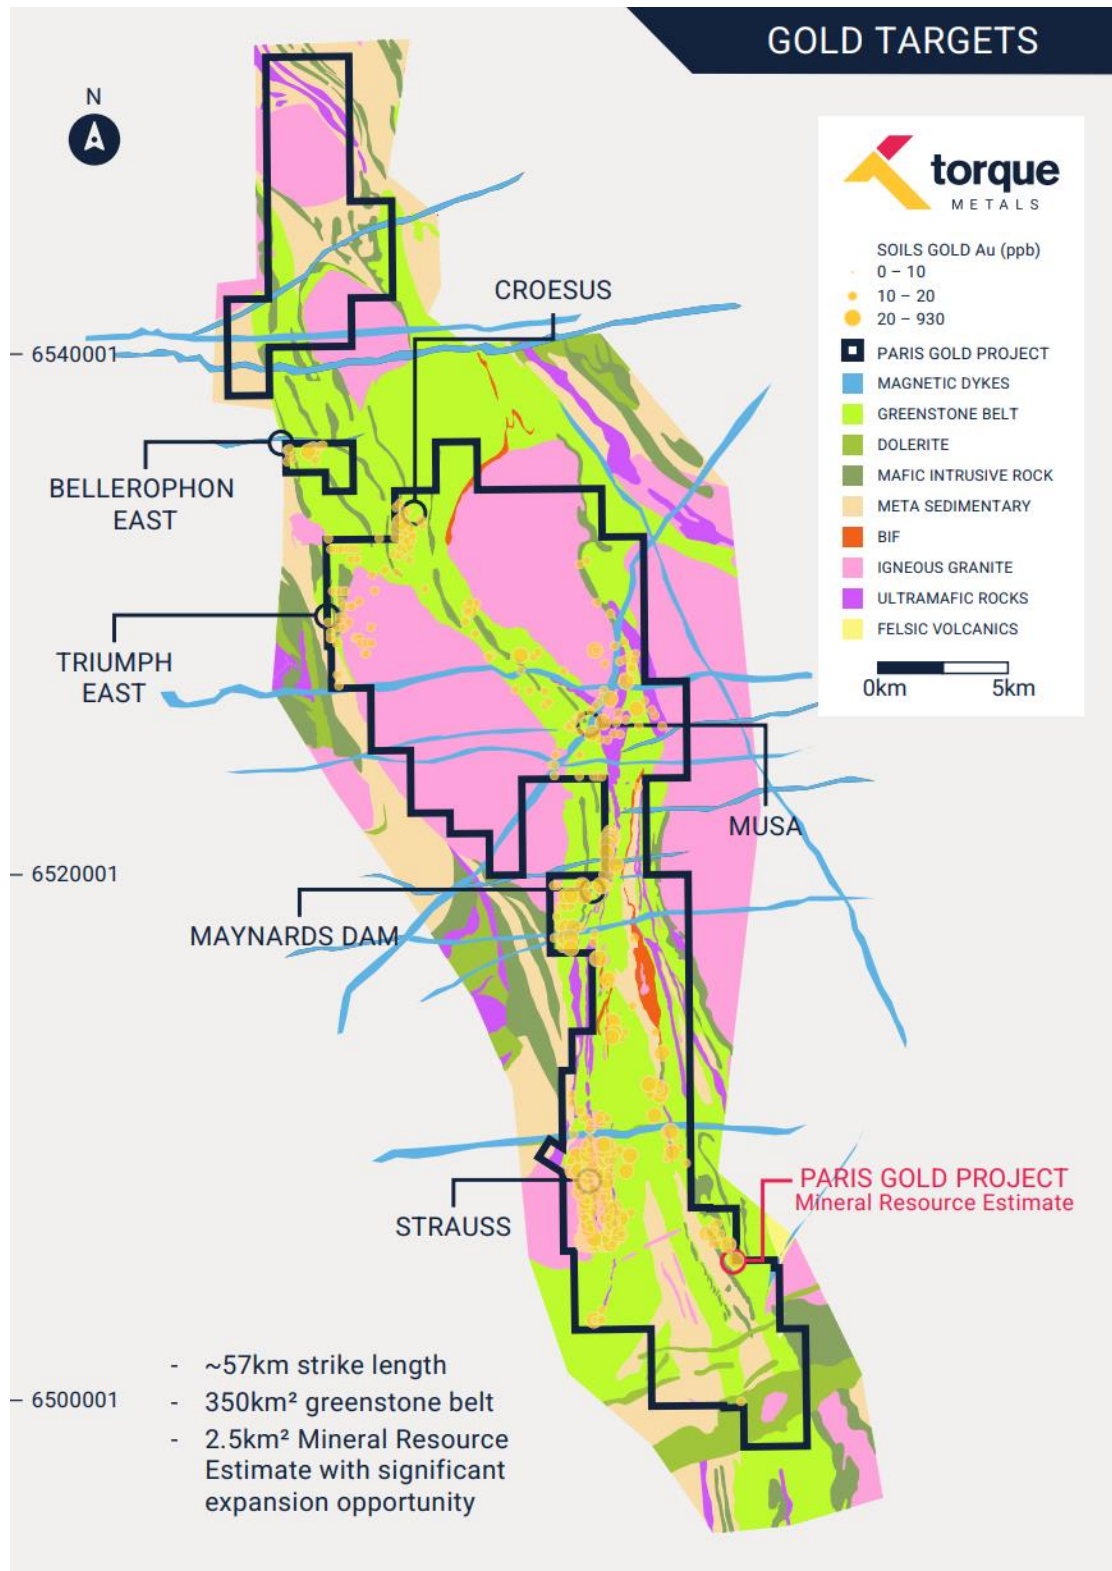 GOLD TARGETS
N
torque
METALS
SOILS GOLD Au (ppb)
0 – 10
10 – 20
20 – 930
PARIS GOLD PROJECT
MAGNETIC DYKES
GREENSTONE BELT
DOLERITE
MAFIC INTRUSIVE ROCK
META SEDIMENTARY
BIF
IGNEOUS GRANITE
ULTRAMAFIC ROCKS
FELSIC VOLCANICS
0km
5km
CROESUS
6540001
BELLEROPHON
EAST
TRIUMPH
EAST
MUSA
6520001
MAYNARDS DAM
PARIS GOLD PROJECT
Mineral Resource Estimate
STRAUSS
6500001
- ~57km strike length
- 350km² greenstone belt
- 2.5km² Mineral Resource
Estimate with significant
expansion opportunity